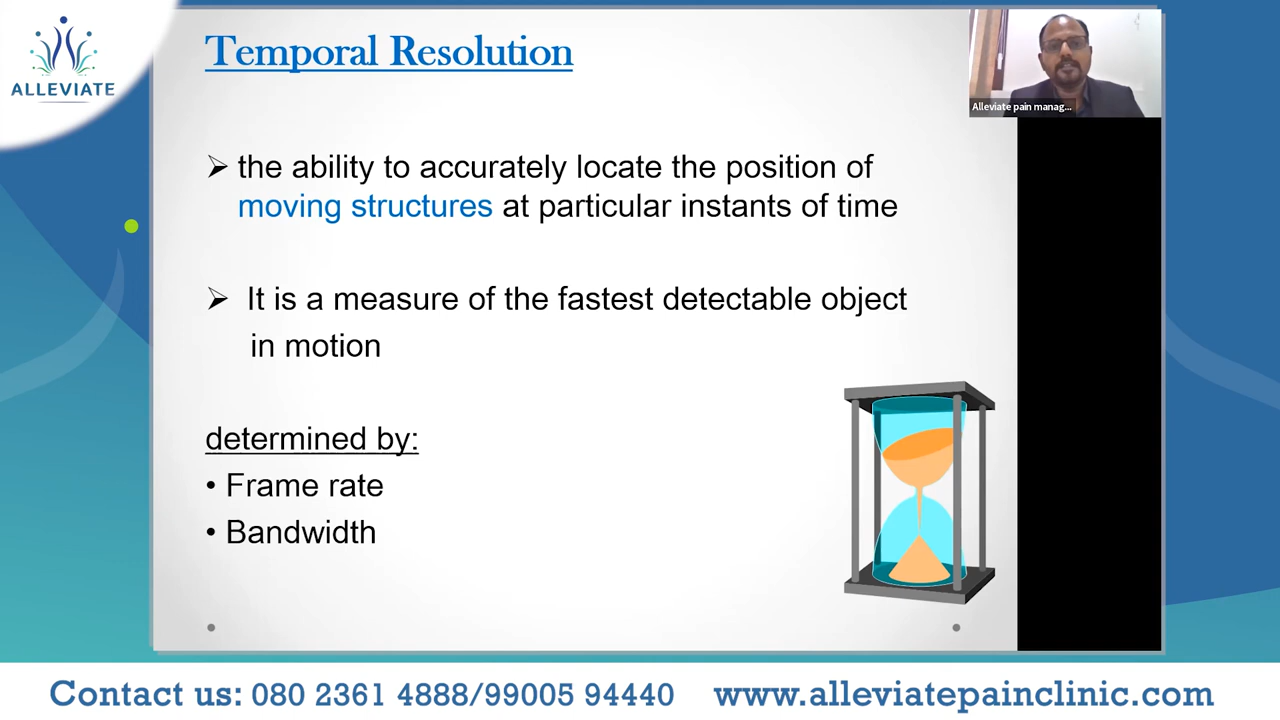 Temporal Resolution
ALLEVIATE
Alleviate pain manag...
➢ the ability to accurately locate the position of
moving structures at particular instants of time
➢ It is a measure of the fastest detectable object
in motion
determined by:
• Frame rate
• Bandwidth
Contact us: 080 2361 4888/99005 94440 www.alleviatepainclinic.com